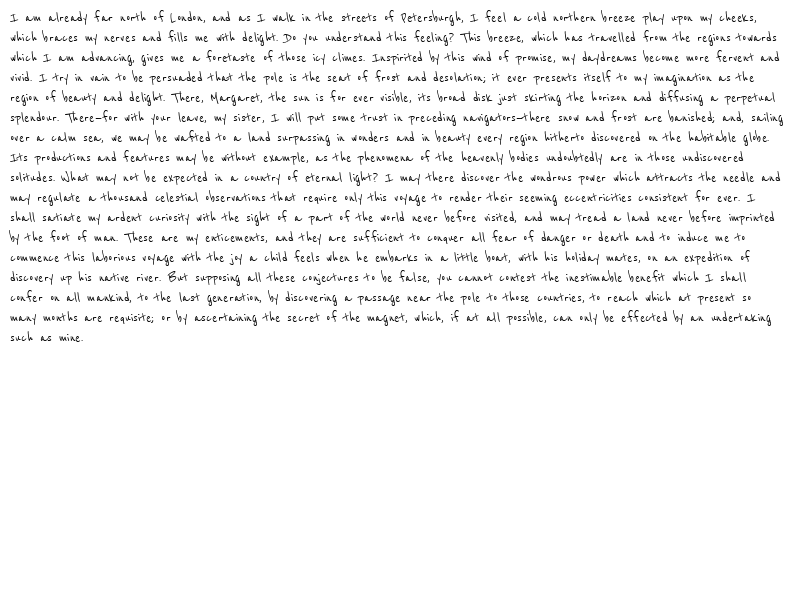 I am already far north of London, and as I walk in the streets of Petersburgh, I feel a cold northern breeze play upon my cheeks,
which braces my nerves and fills me with delight. Do you understand this feeling? This breeze, which has travelled from the regions towards
which I am advancing, gives me a foretaste of those icy climes. Inspirited by this wind of promise, my daydreams become more fervent and
vivid. I try in vain to be persuaded that the pole is the seat of frost and desolation; it ever presents itself to my imagination as the
region of beauty and delight. There, Margaret, the sun is for ever visible, its broad disk just skirting the horizon and diffusing a perpetual
splendour. There—for with your leave, my sister, I will put some trust in preceding navigators—there snow and frost are banished; and, sailing
over a calm sea, we may be wafted to a land surpassing in wonders and in beauty every region hitherto discovered on the habitable globe.
Its productions and features may be without example, as the phenomena of the heavenly bodies undoubtedly are in those undiscovered
solitudes. What may not be expected in a country of eternal light? I may there discover the wondrous power which attracts the needle and
may regulate a thousand celestial observations that require only this voyage to render their seeming eccentricities consistent for ever. I
shall satiate my ardent curiosity with the sight of a part of the world never before visited, and may tread a land never before imprinted
by the foot of man. These are my enticements, and they are sufficient to conquer all fear of danger or death and to induce me to
commence this laborious voyage with the joy a child feels when he embarks in a little boat, with his holiday mates, on an expedition of
discovery up his native river. But supposing all these conjectures to be false, you cannot contest the inestimable benefit which I shall
confer on all mankind, to the last generation, by discovering a passage near the pole to those countries, to reach which at present so
many months are requisite; or by ascertaining the secret of the magnet, which, if at all possible, can only be effected by an undertaking
such as mine.